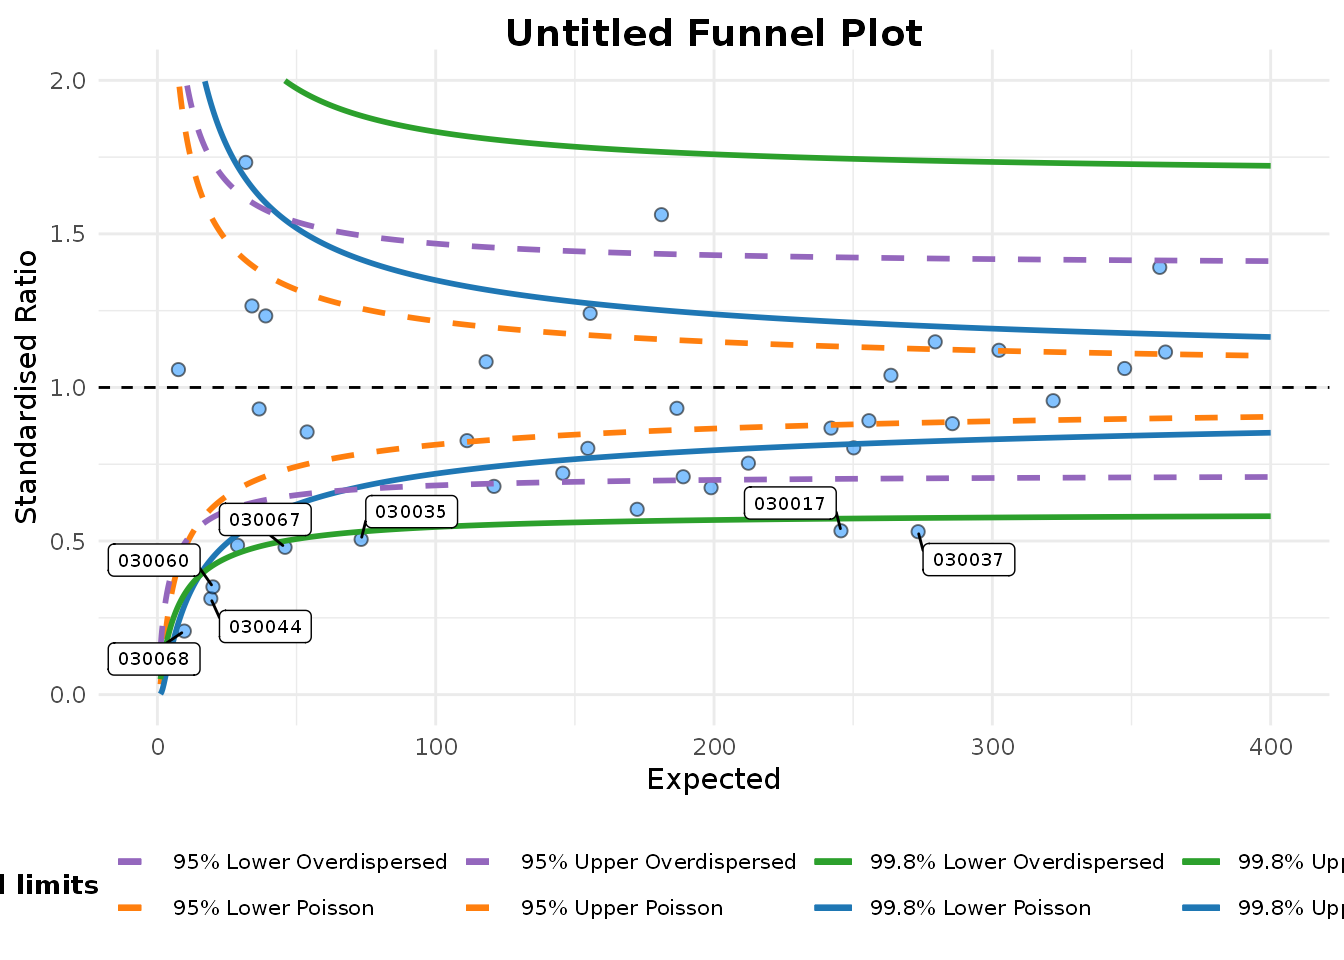 Untitled Funnel Plot
2.0
1.5
1.0
0.5
0.0
Standardised Ratio
030067
030035
030017
030060
030037
030044
030068
0 100 200 300 400
Expected
limits
95% Lower Overdispersed 95% Upper Overdispersed 99.8% Lower Overdispersed 99.8%
95% Lower Poisson 95% Upper Poisson 99.8% Lower Poisson 99.8%